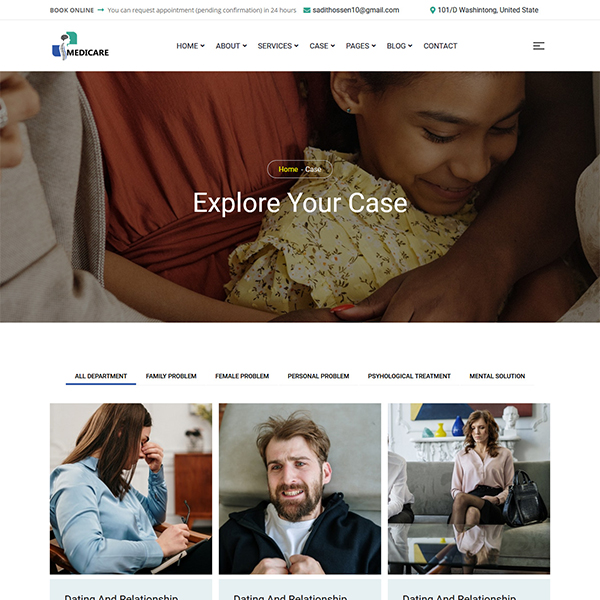 BOOK ONLINE → You can request appointment (pending confirmation) in 24 hours sadithossen10@gmail.com 101/D Washintong, United State
MEDICARE
HOME ABOUT SERVICES CASE PAGES BLOG CONTACT
Home - Case
Explore Your Case
ALL DEPARTMENT FAMILY PROBLEM FEMALE PROBLEM PERSONAL PROBLEM PSYHOLOGICAL TREATMENT MENTAL SOLUTION
Dating And Relationship Dating And Relationship Dating And Relationship